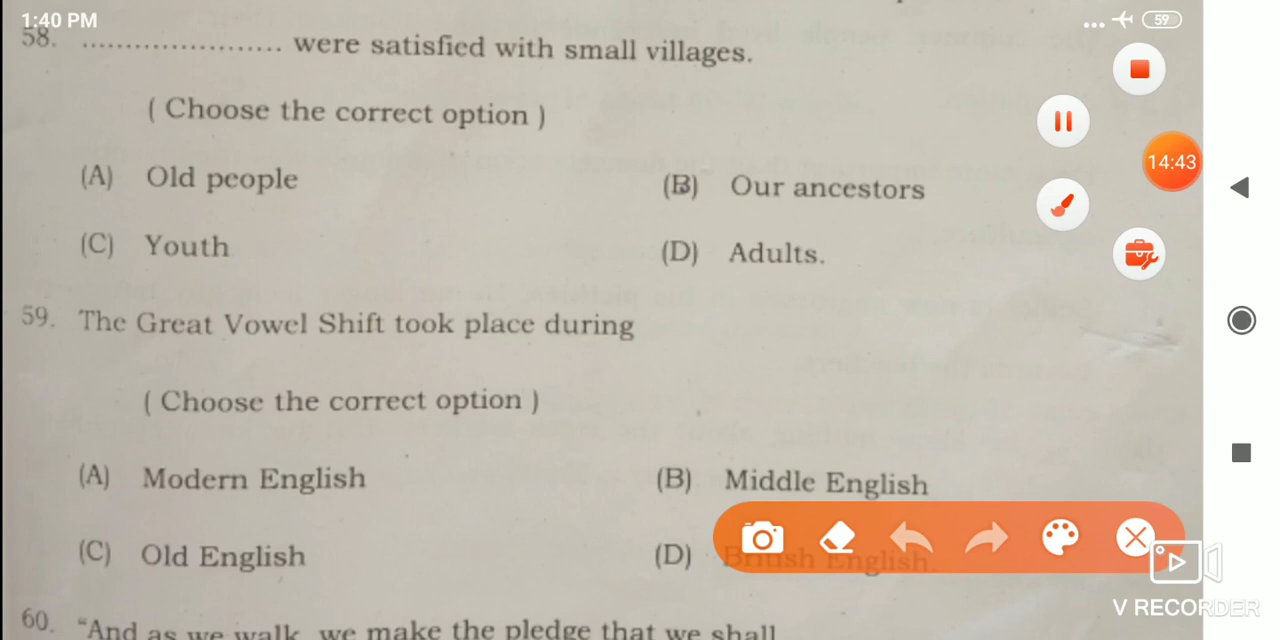 1:40 PM
59
58. .................... were satisfied with small villages.
( Choose the correct option )
(A) Old people
(B) Our ancestors
(C) Youth
(D) Adults.
14:43
59. The Great Vowel Shift took place during
( Choose the correct option )
(A) Modern English
(B) Middle English
(C) Old English
(D) British English.
60. “And as we walk, we make the pledge that we shall
V RECORDER